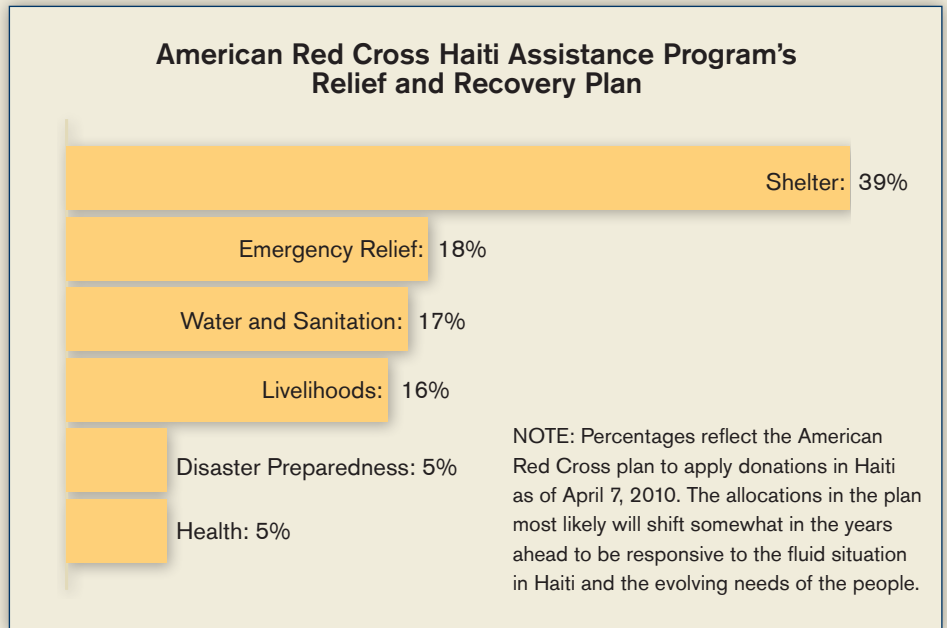 American Red Cross Haiti Assistance Program’s
Relief and Recovery Plan
Shelter: 39%
Emergency Relief: 18%
Water and Sanitation: 17%
Livelihoods: 16%
Disaster Preparedness: 5%
Health: 5%
NOTE: Percentages reflect the American
Red Cross plan to apply donations in Haiti
as of April 7, 2010. The allocations in the plan
most likely will shift somewhat in the years
ahead to be responsive to the fluid situation
in Haiti and the evolving needs of the people.